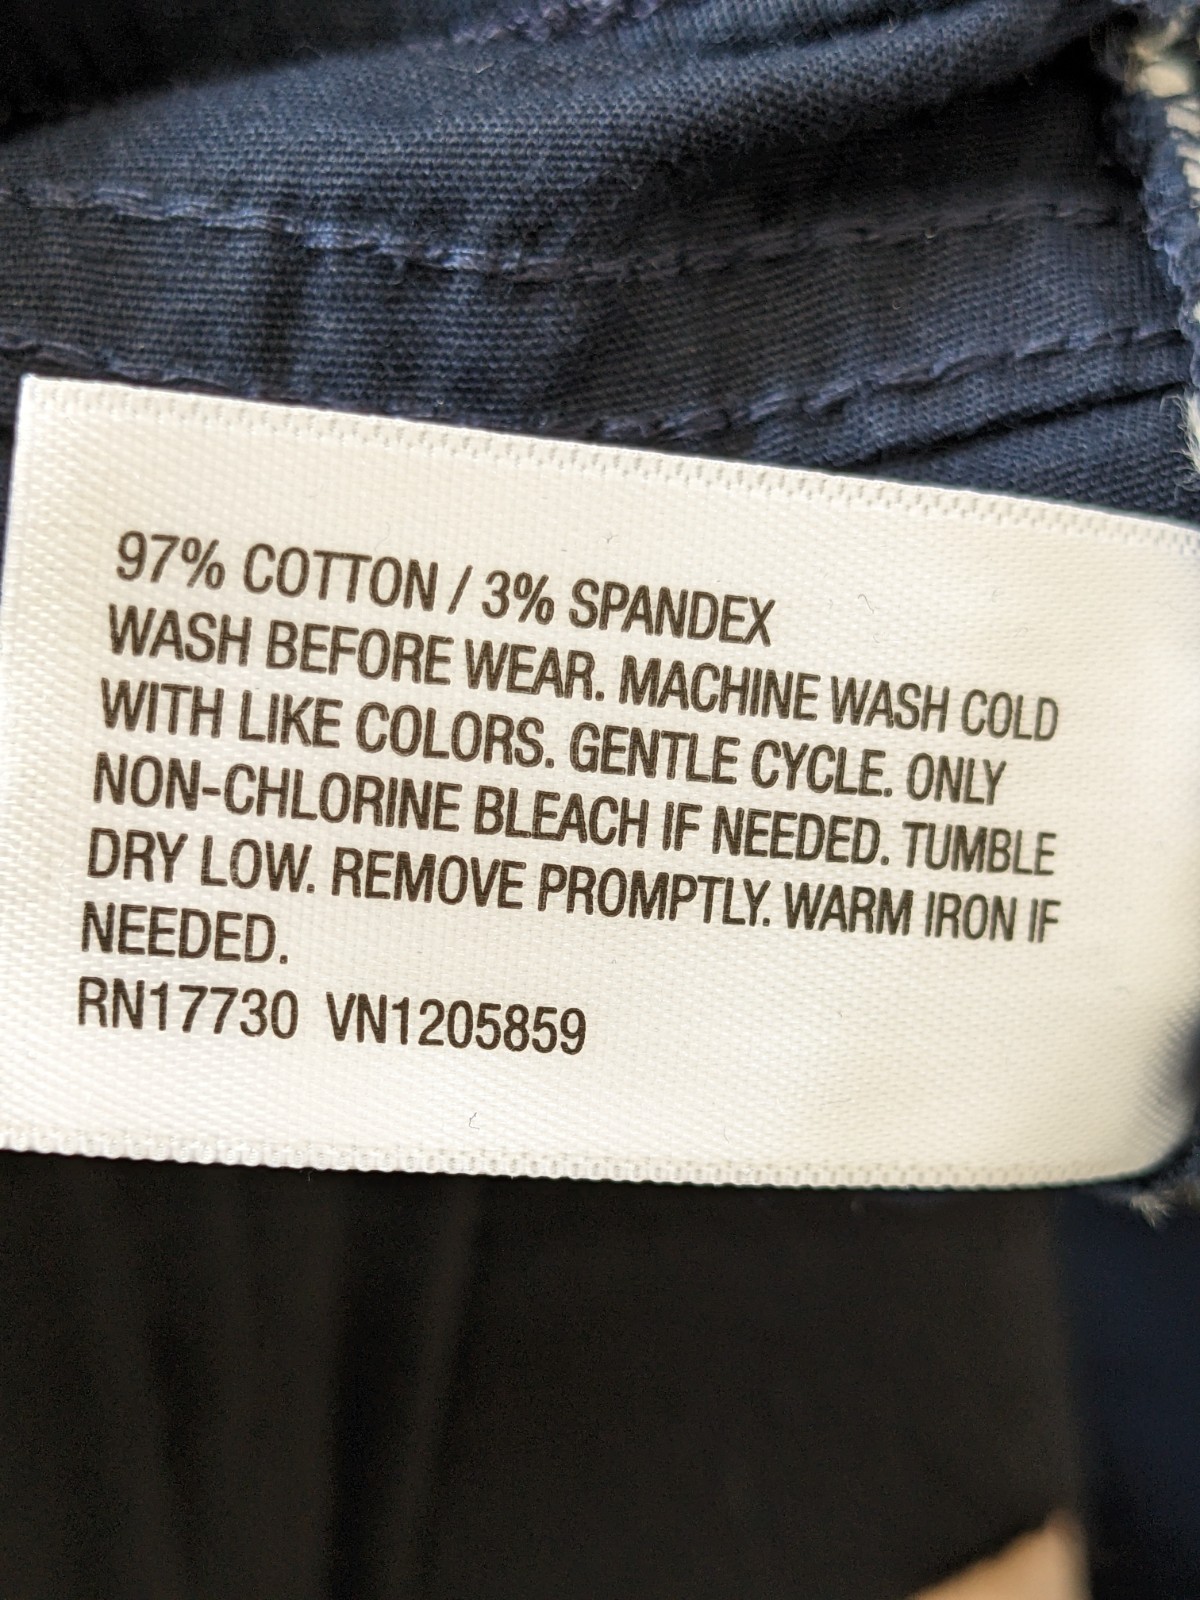 97% COTTON / 3% SPANDEX
WASH BEFORE WEAR. MACHINE WASH COLD
WITH LIKE COLORS. GENTLE CYCLE. ONLY
NON-CHLORINE BLEACH IF NEEDED. TUMBLE
DRY LOW. REMOVE PROMPTLY. WARM IRON IF
NEEDED.
RN17730 VN1205859